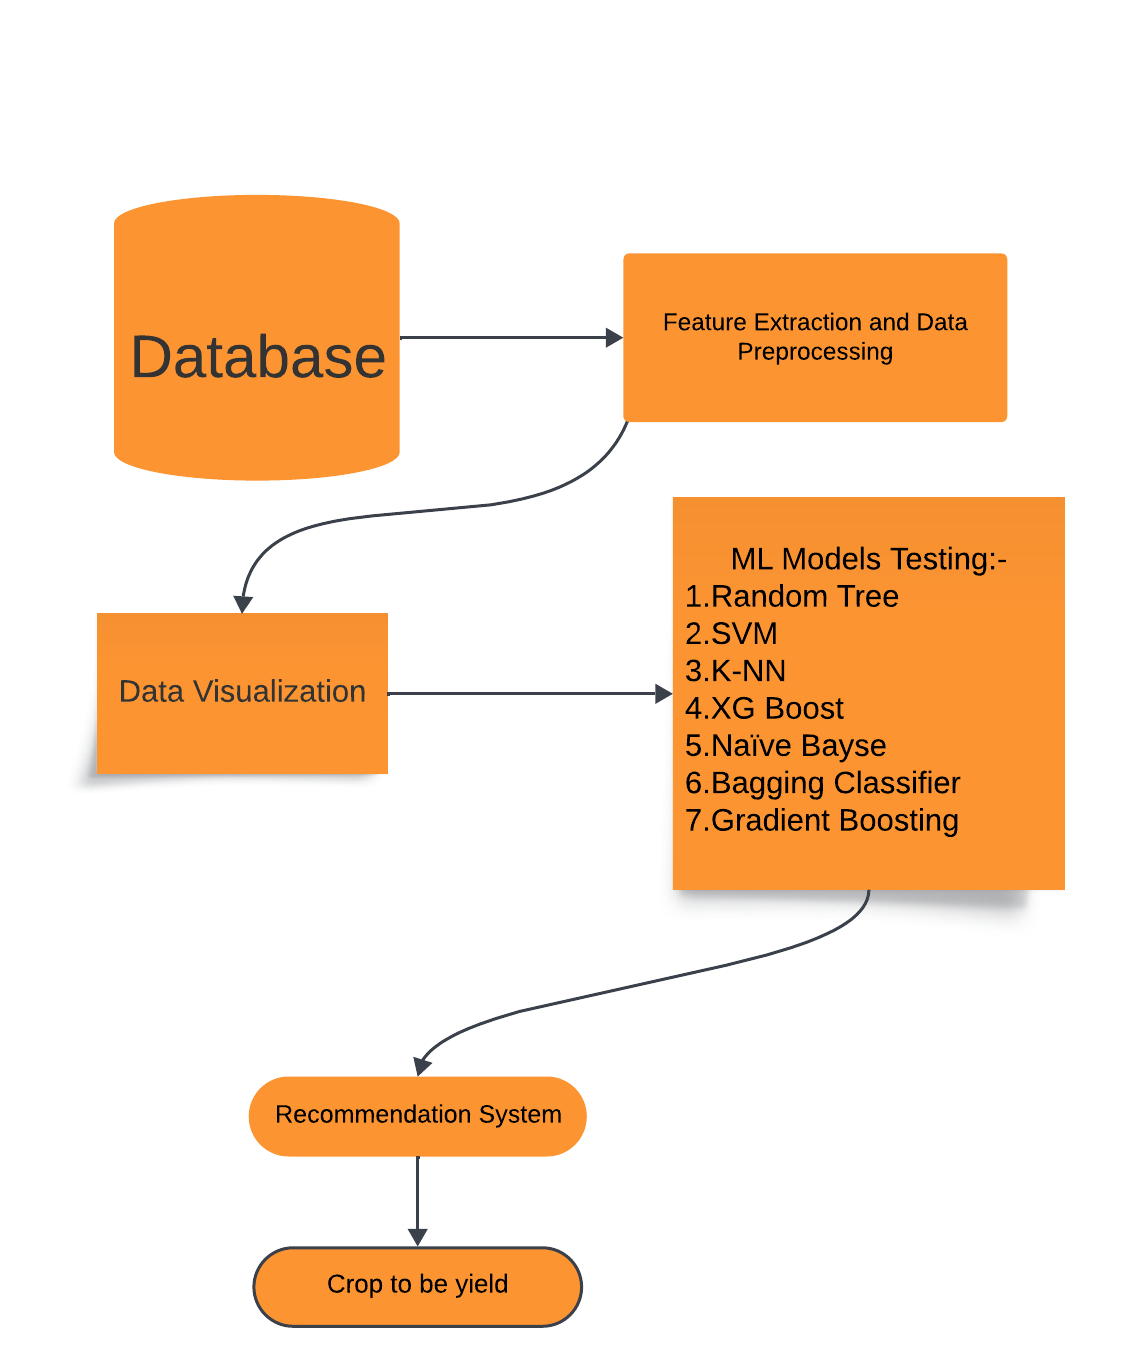 Database
Feature Extraction and Data
Preprocessing
Data Visualization
ML Models Testing:-
1.Random Tree
2.SVM
3.K-NN
4.XG Boost
5.Naïve Bayse
6.Bagging Classifier
7.Gradient Boosting
Recommendation System
Crop to be yield